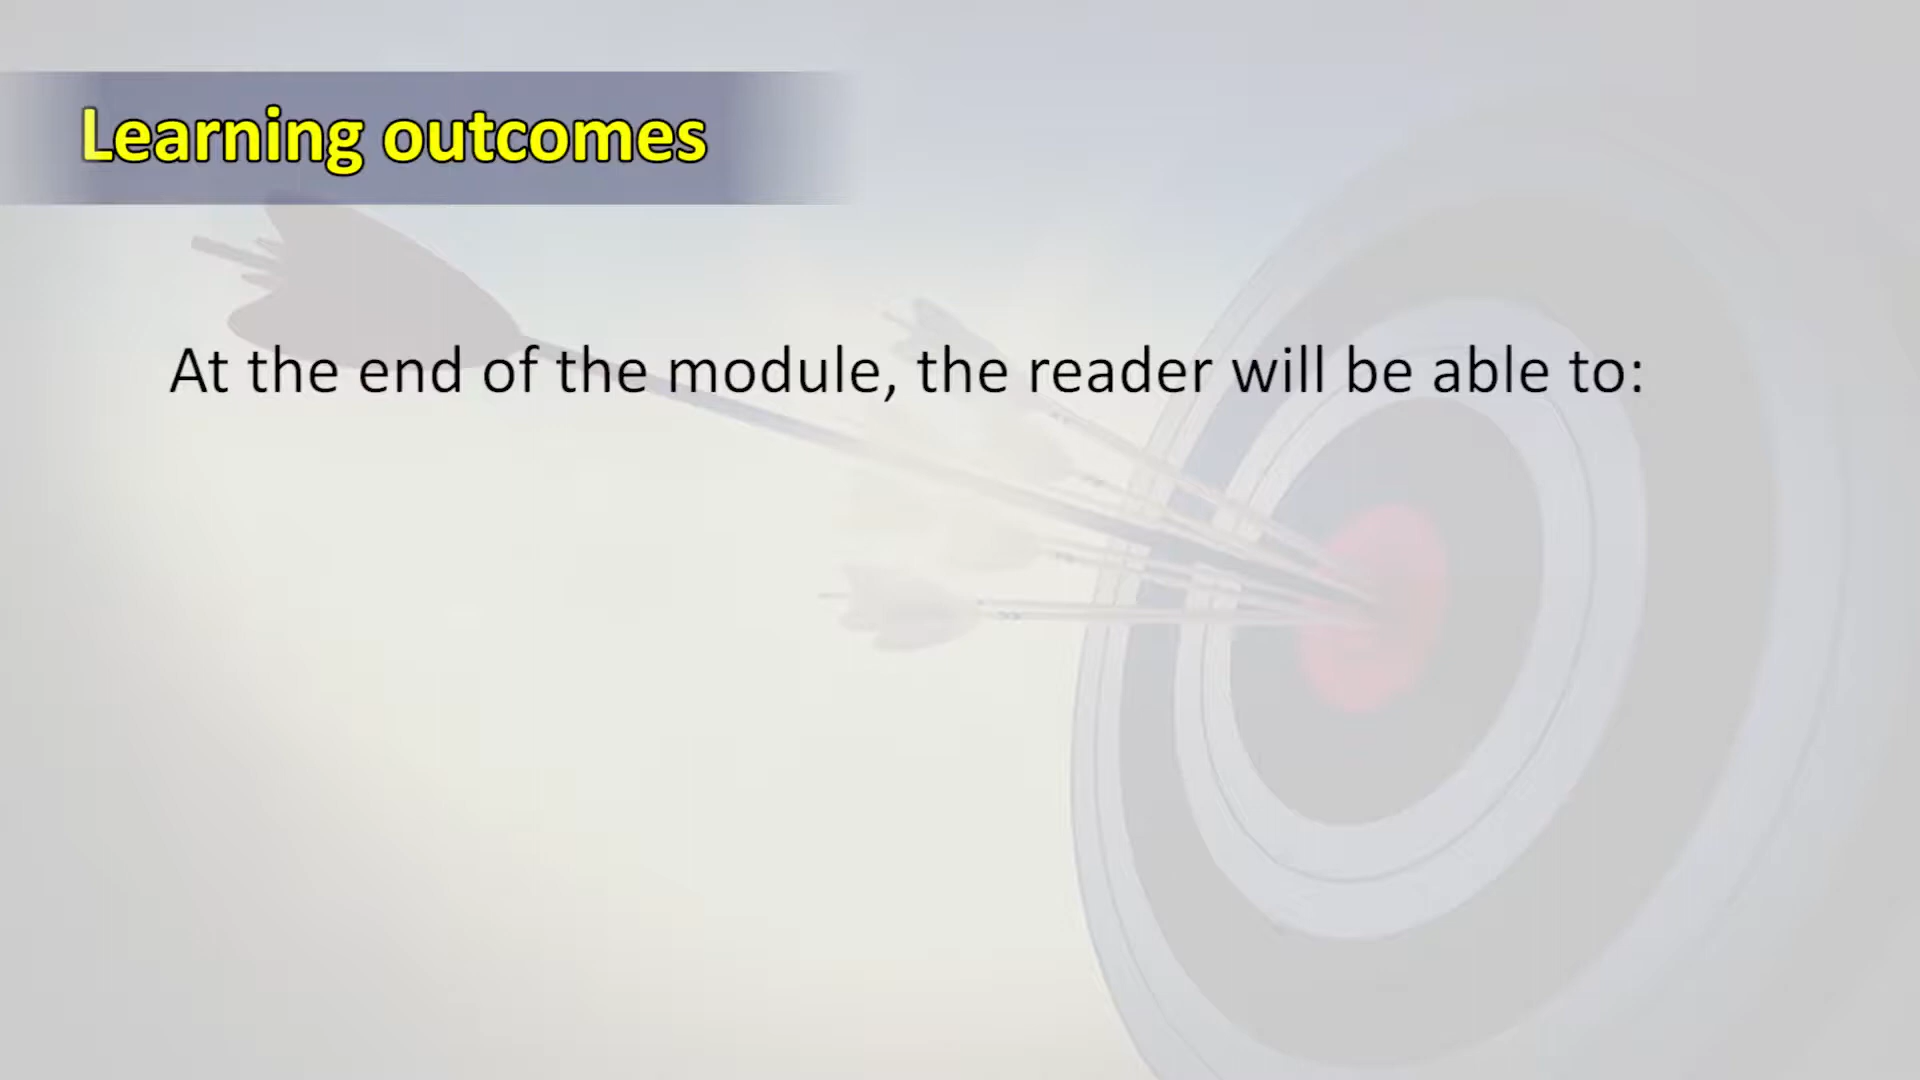 Learning outcomes
At the end of the module, the reader will be able to: